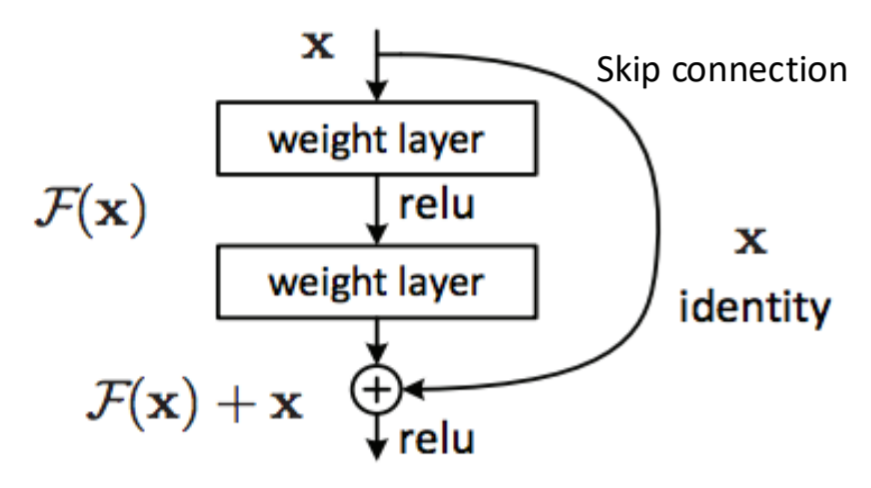 x
Skip connection
weight layer
relu
F(x)
x
weight layer
identity
F(x) + x
+
relu